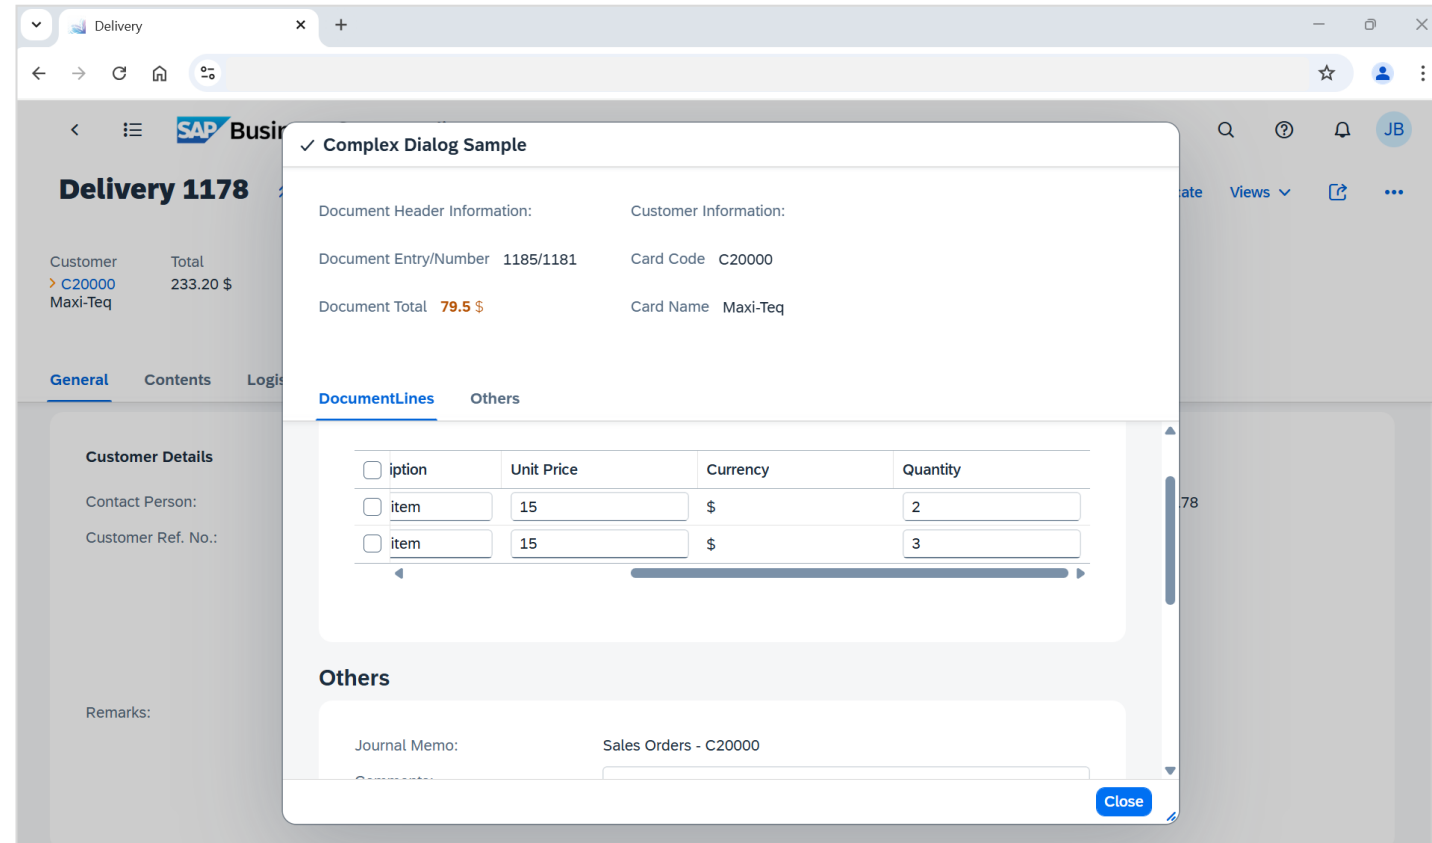 Delivery
SAP Busin
JB
Complex Dialog Sample
Delivery 1178
cate Views
Document Header Information: Customer Information:
Document Entry/Number 1185/1181 Card Code C20000
Document Total 79.5 $ Card Name Maxi-Teq
Customer Total
C20000 233.20 $
Maxi-Teq
General Contents Logis
DocumentLines Others
Customer Details
Contact Person:
Customer Ref. No.:
Remarks:
iption Unit Price Currency Quantity
item 15 $ 2
item 15 $ 3
178
Others
Journal Memo: Sales Orders - C20000
Comments:
Close